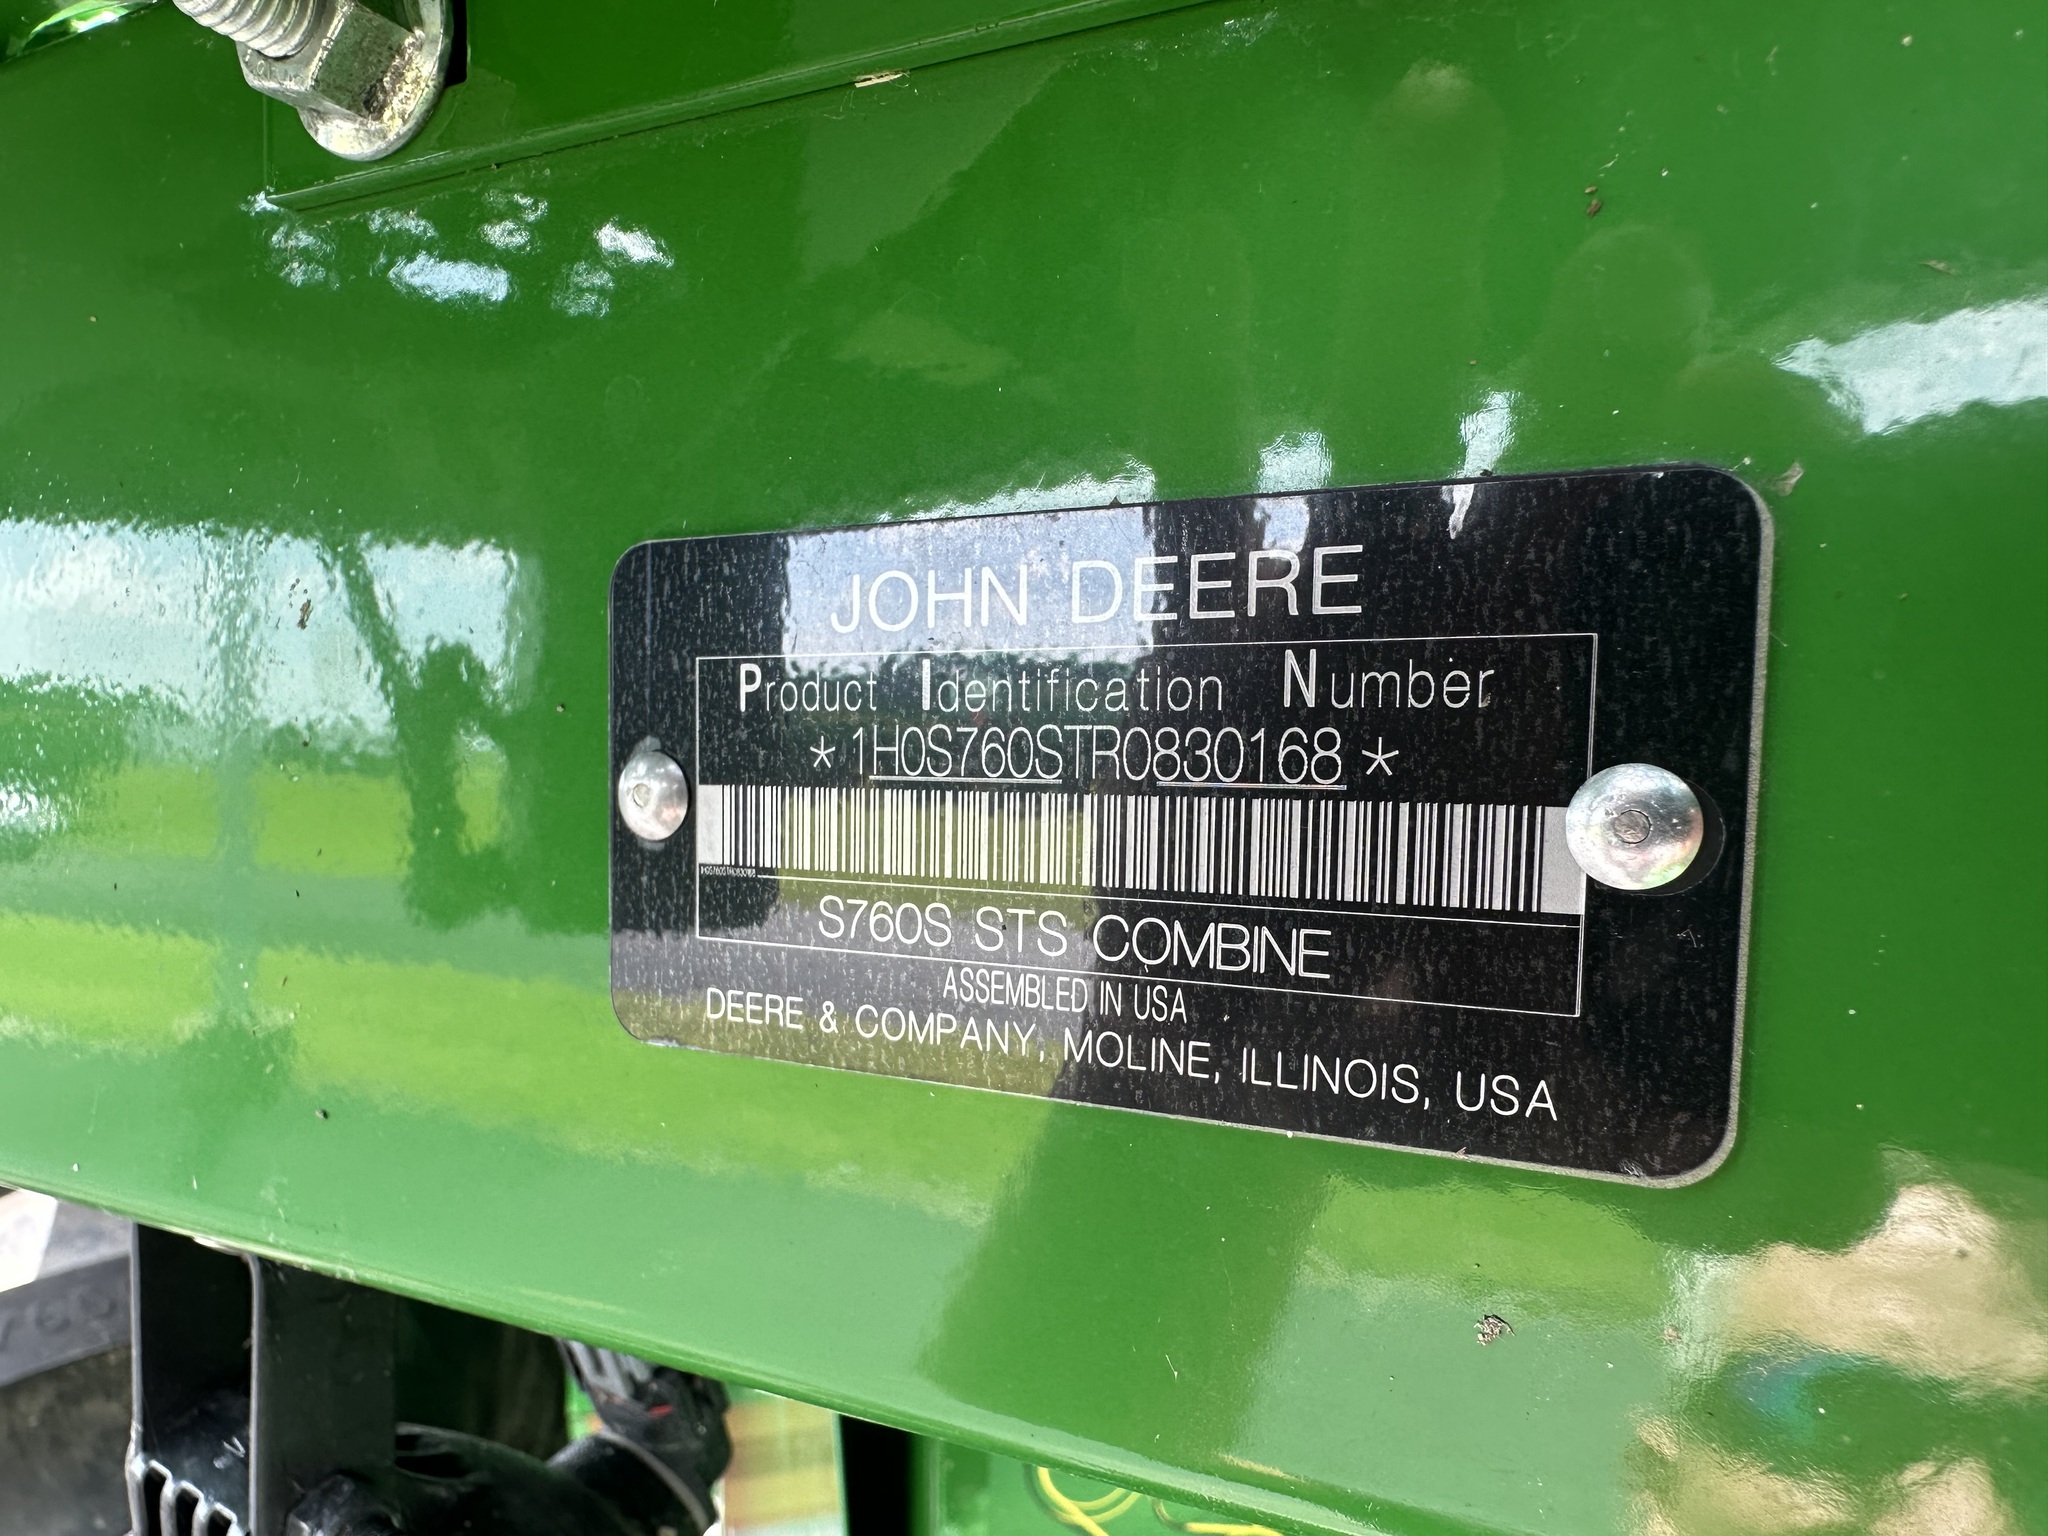 JOHN DEERE
Product Identification Number
*1H0S760STR0830168*
S760S STS COMBINE
ASSEMBLED IN USA
DEERE & COMPANY, MOLINE, ILLINOIS, USA